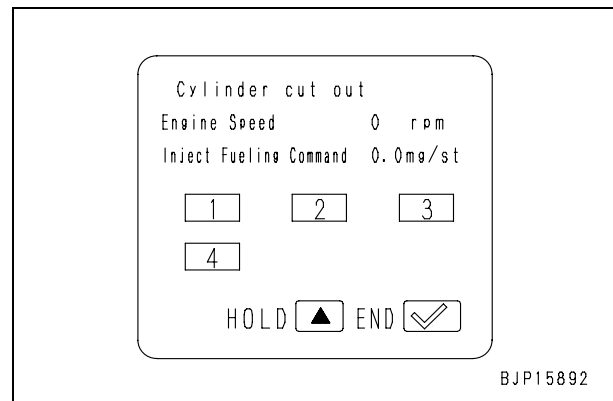 Cylinder cut out
Engine Speed 0 rpm
Inject Fueling Command 0.0mg/st
1 2 3
4
HOLD ▲ END ✓
BJP15892